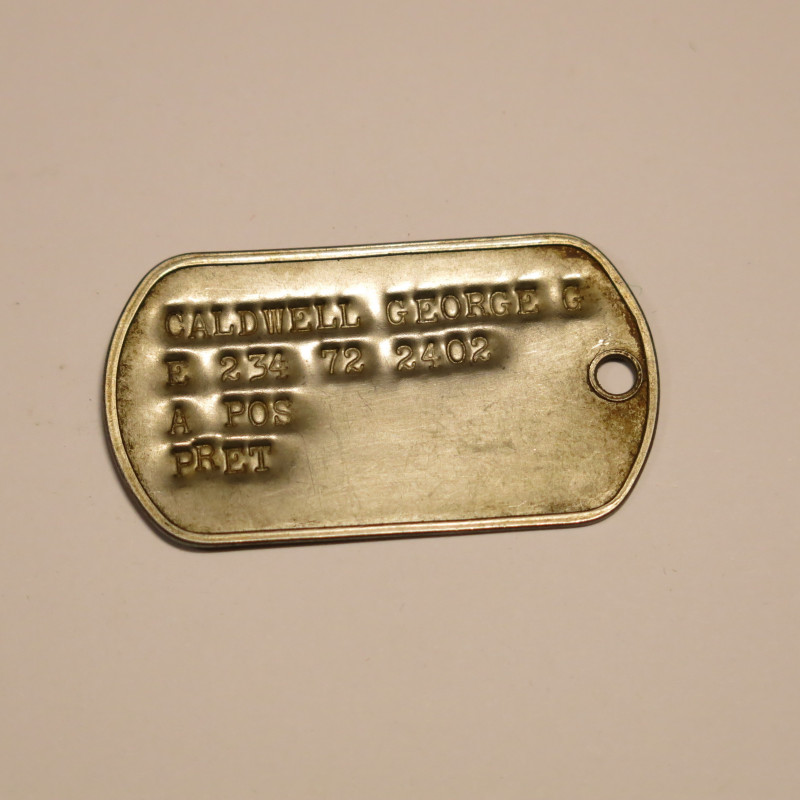 CALDWELL GEORGE G
E 234 72 2402
A POS
PRET